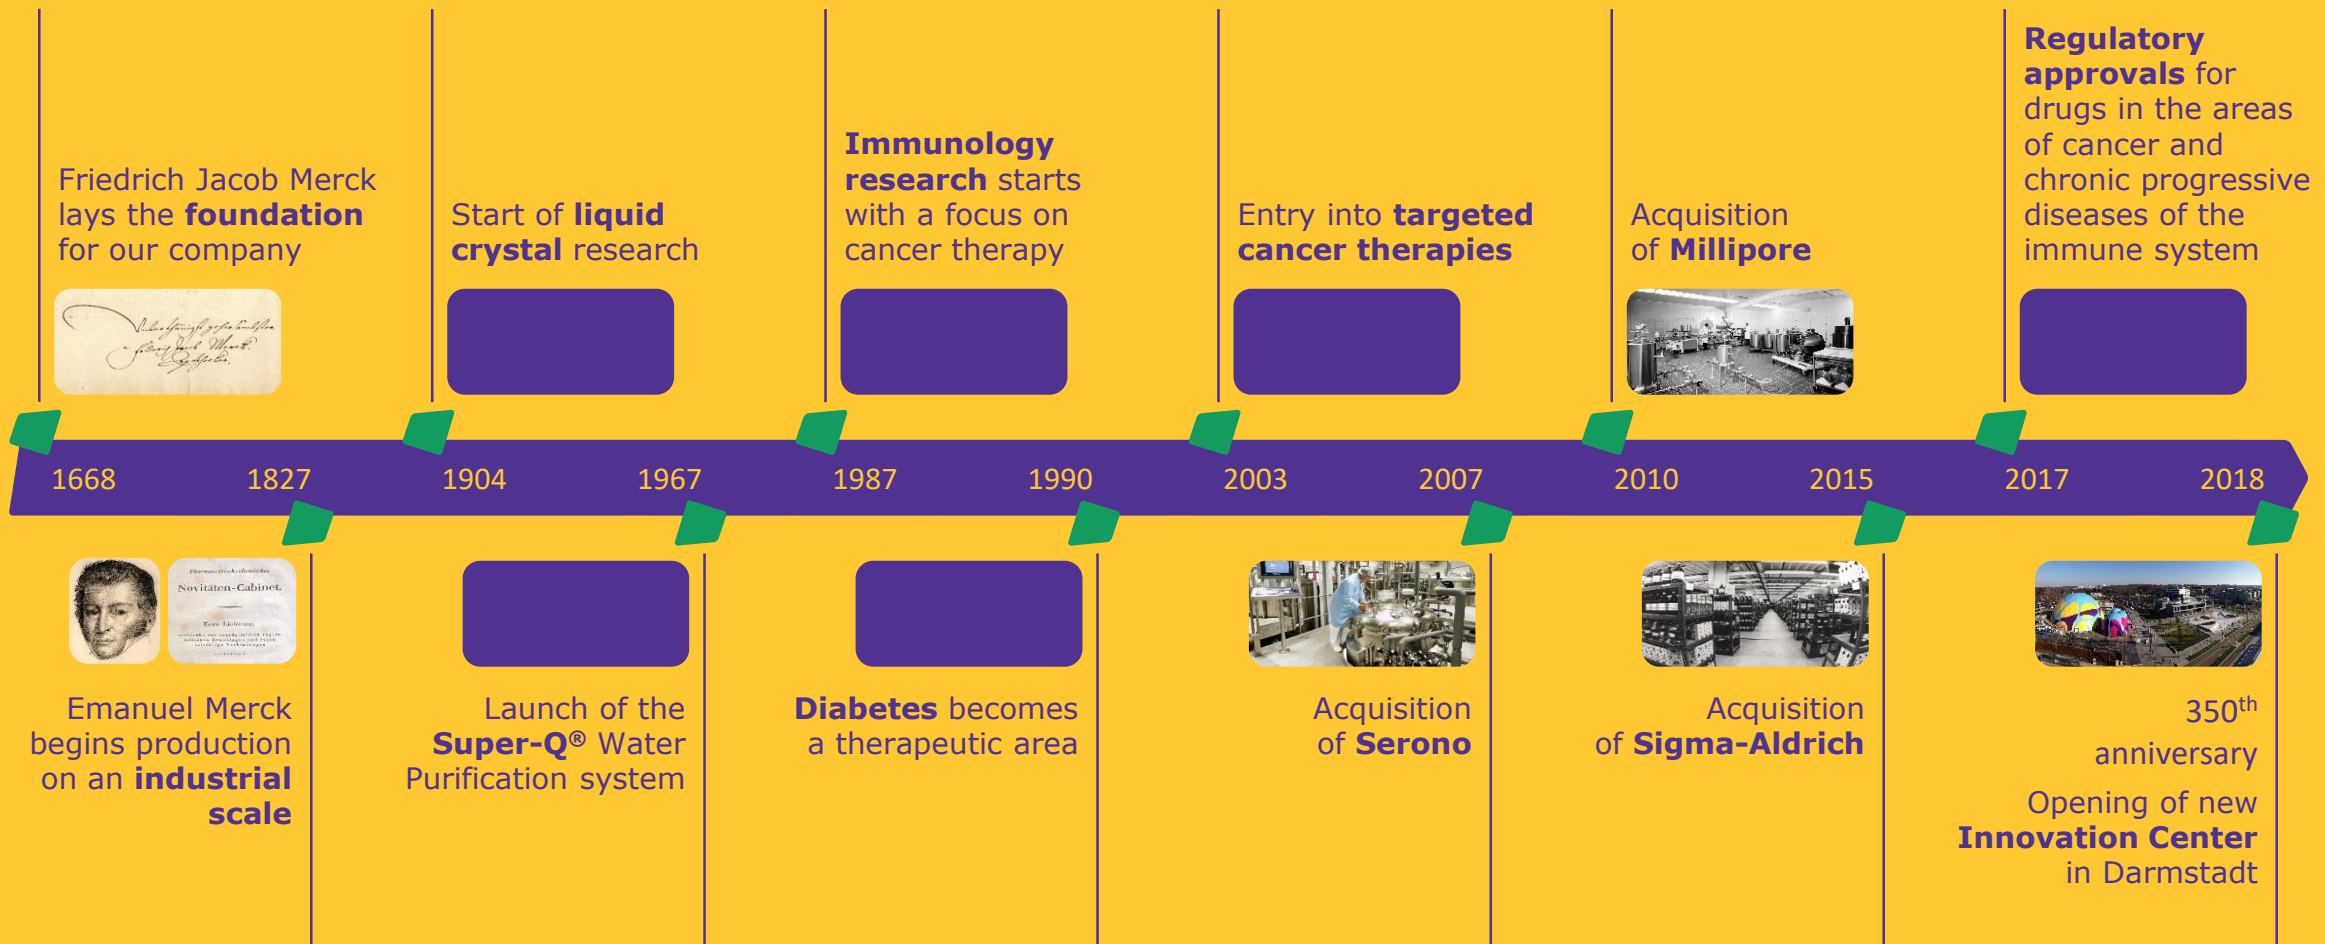 Friedrich Jacob Merck
lays the foundation
for our company
Start of liquid
crystal research
Immunology
research starts
with a focus on
cancer therapy
Entry into targeted
cancer therapies
Acquisition
of Millipore
Regulatory
approvals for
drugs in the areas
of cancer and
chronic progressive
diseases of the
immune system
1668 1827 1904 1967 1987 1990 2003 2007 2010 2015 2017 2018
Novitäten-Cabinet.
Erste Lieferung,
Emanuel Merck
begins production
on an industrial
scale
Launch of the
Super-Q® Water
Purification system
Diabetes becomes
a therapeutic area
Acquisition
of Serono
Acquisition
of Sigma-Aldrich
350th
anniversary
Opening of new
Innovation Center
in Darmstadt